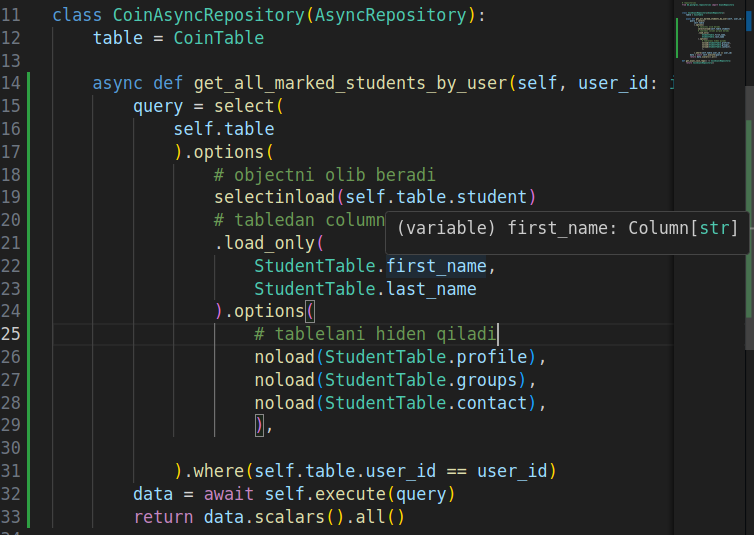 11 class CoinAsyncRepository(AsyncRepository):
12     table = CoinTable
13
14     async def get_all_marked_students_by_user(self, user_id:
15         query = select(
16             self.table
17             ).options(
18                 # objectni olib beradi
19                 selectinload(self.table.student)
20                 # tabledan column
(variable) first_name: Column[str]
21                 .load_only(
22                     StudentTable.first_name,
23                     StudentTable.last_name
24                 ).options(
25                     # tablelani hiden qiladi
26                     noload(StudentTable.profile),
27                     noload(StudentTable.groups),
28                     noload(StudentTable.contact),
29                     ),
30
31             ).where(self.table.user_id == user_id)
32         data = await self.execute(query)
33         return data.scalars().all()